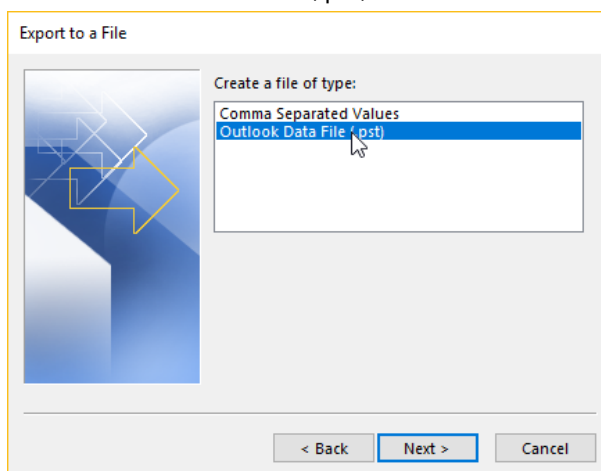 Export to a File
Create a file of type:
Comma Separated Values
Outlook Data File (.pst)
< Back
Next >
Cancel